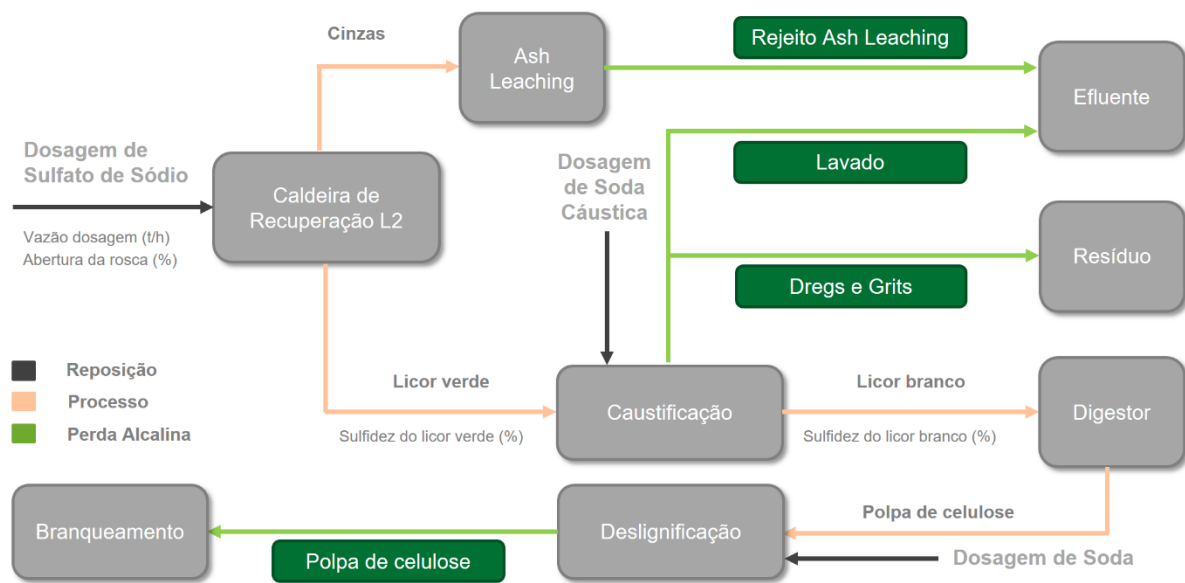 Cinzas
Ash
Leaching
Rejeito Ash Leaching
Efluente
Dosagem de
Sulfato de Sódio
Vazão dosagem (t/h)
Abertura da rosca (%)
Caldeira de
Recuperação L2
Dosagem
de Soda
Cáustica
Lavado
Resíduo
Dregs e Grits
Reposição
Processo
Perda Alcalina
Licor verde
Sulfidez do licor verde (%)
Caustificação
Licor branco
Sulfidez do licor branco (%)
Digestor
Branqueamento
Polpa de celulose
Deslignificação
Polpa de celulose
Dosagem de Soda